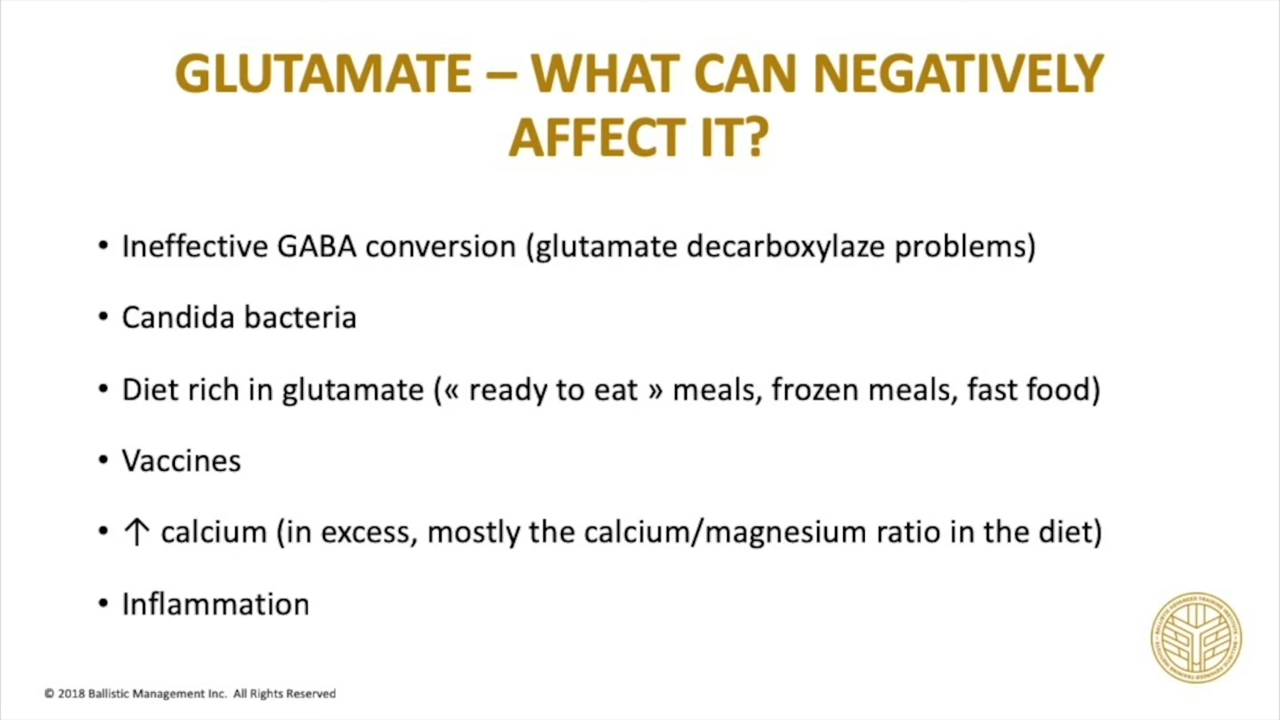 GLUTAMATE – WHAT CAN NEGATIVELY
AFFECT IT?
• Ineffective GABA conversion (glutamate decarboxylaze problems)
• Candida bacteria
• Diet rich in glutamate (« ready to eat » meals, frozen meals, fast food)
• Vaccines
• ↑ calcium (in excess, mostly the calcium/magnesium ratio in the diet)
• Inflammation
© 2018 Ballistic Management Inc. All Rights Reserved